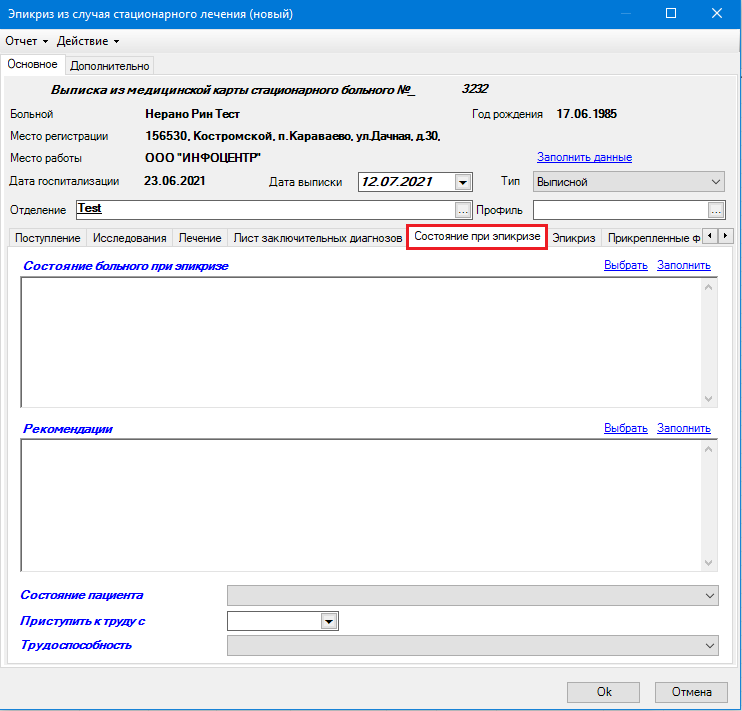 Эпикриз из случая стационарного лечения (новый)
Отчет Действие
Основное Дополнительно
Выписка из медицинской карты стационарного больного №_ 3232
Больной Нерано Рин Тест Год рождения 17.06.1985
Место регистрации 156530, Костромской, п.Караваево, ул.Дачная, д.30,
Место работы ООО "ИНФОЦЕНТР" Заполнить данные
Дата госпитализации 23.06.2021 Дата выписки 12.07.2021 Тип Выписной
Отделение Test ... Профиль ...
Поступление Исследования Лечение Лист заключительных диагнозов Состояние при эпикризе Эпикриз Прикрепленные ф
Состояние больного при эпикризе Выбрать Заполнить
Рекомендации Выбрать Заполнить
Состояние пациента
Приступить к труду с
Трудоспособность
Ok Отмена